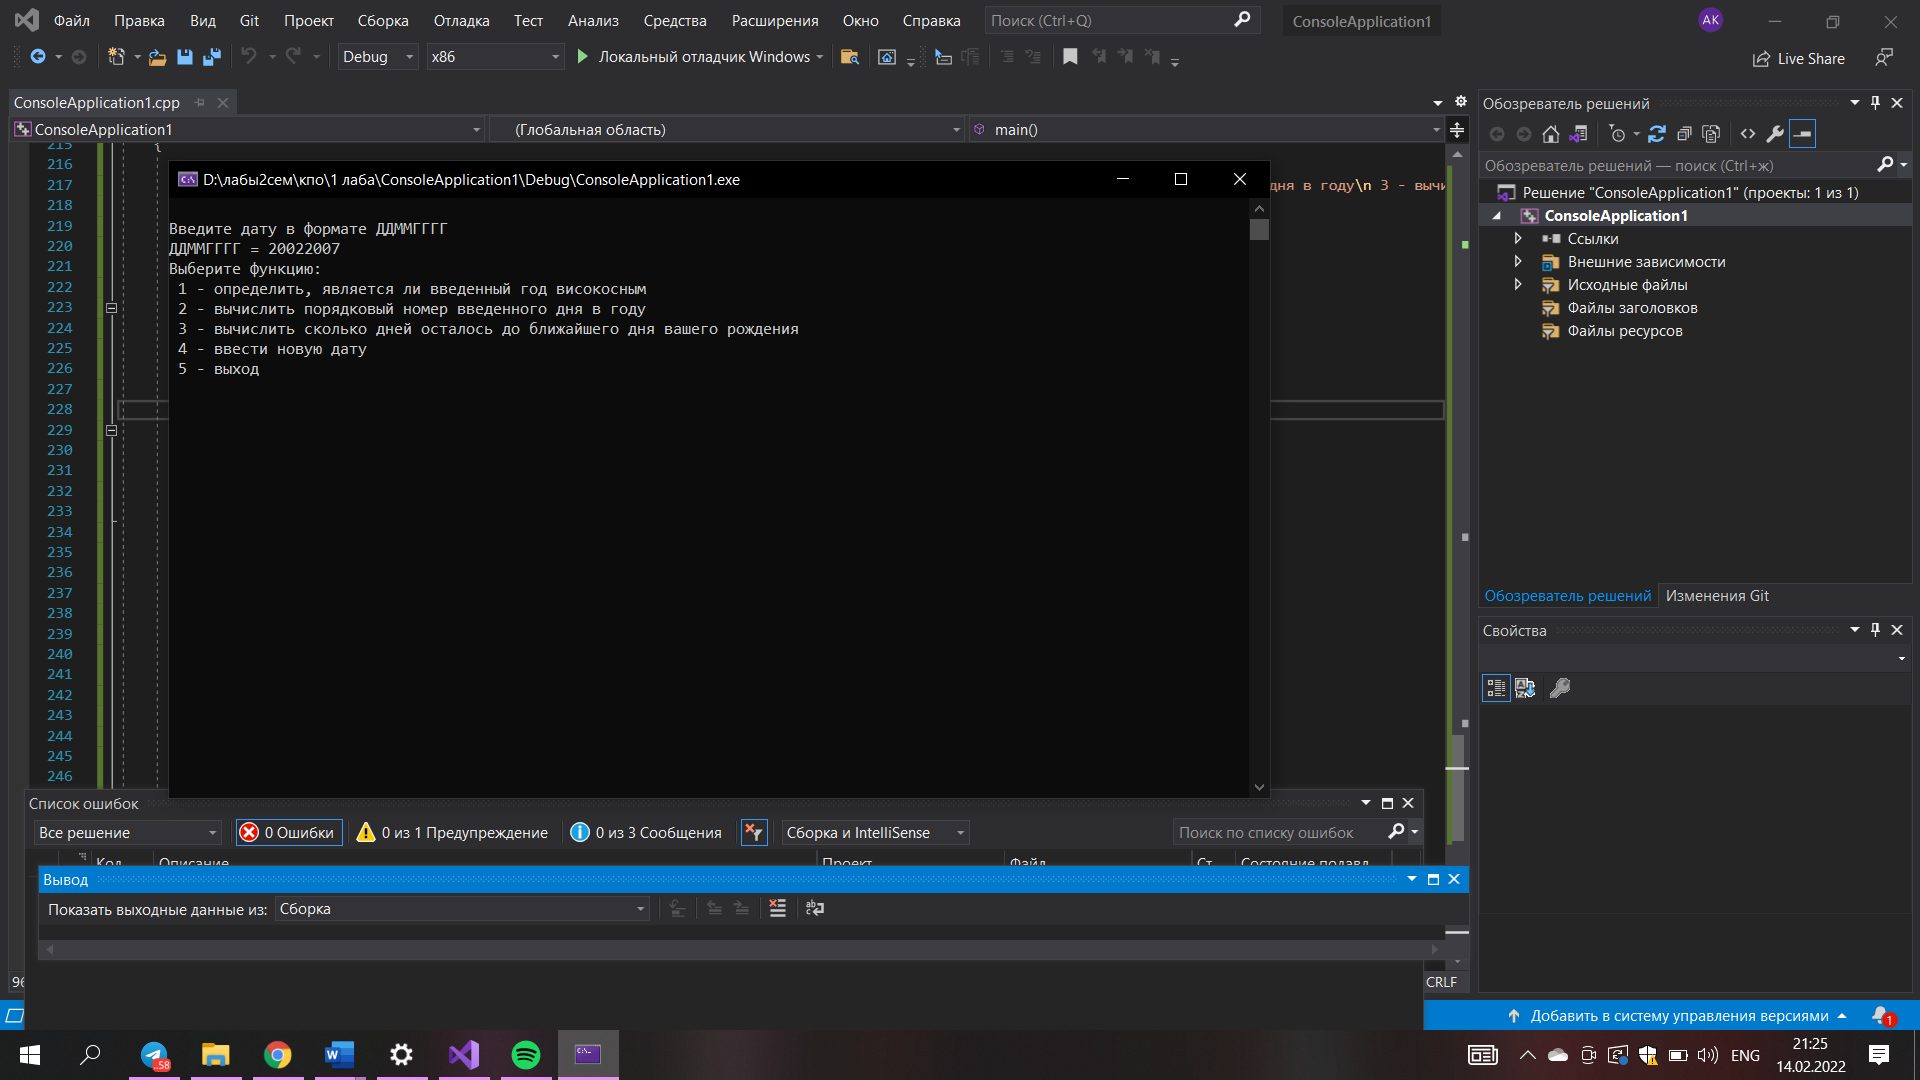 Файл Правка Вид Git Проект Сборка Отладка Тест Анализ Средства Расширения Окно Справка Поиск (Ctrl+Q) ConsoleApplication1 AK
Debug x86 Локальный отладчик Windows Live Share
ConsoleApplication1.cpp
ConsoleApplication1 (Глобальная область) main()
215 {
216
217 дня в году\n 3 - вычи
218
219
220
221
222
223
224
225
226
227
228
229
230
231
232
233
234
235
236
237
238
239
240
241
242
243
244
245
246
D:\лабы2сем\кпо\1 лаба\ConsoleApplication1\Debug\ConsoleApplication1.exe
Введите дату в формате ДДММГГГГ
ДДММГГГГ = 20022007
Выберите функцию:
1 - определить, является ли введенный год високосным
2 - вычислить порядковый номер введенного дня в году
3 - вычислить сколько дней осталось до ближайшего дня вашего рождения
4 - ввести новую дату
5 - выход
Обозреватель решений
Обозреватель решений — поиск (Ctrl+ж)
Решение "ConsoleApplication1" (проекты: 1 из 1)
ConsoleApplication1
Ссылки
Внешние зависимости
Исходные файлы
Файлы заголовков
Файлы ресурсов
Обозреватель решений Изменения Git
Свойства
Список ошибок
Все решение 0 Ошибки 0 из 1 Предупреждение 0 из 3 Сообщения Сборка и IntelliSense Поиск по списку ошибок
Код Описание Проект Файл Ст. Состояние подавл
Вывод
Показать выходные данные из: Сборка
96 CRLF
Добавить в систему управления версиями 1
..58 ENG 21:25
14.02.2022